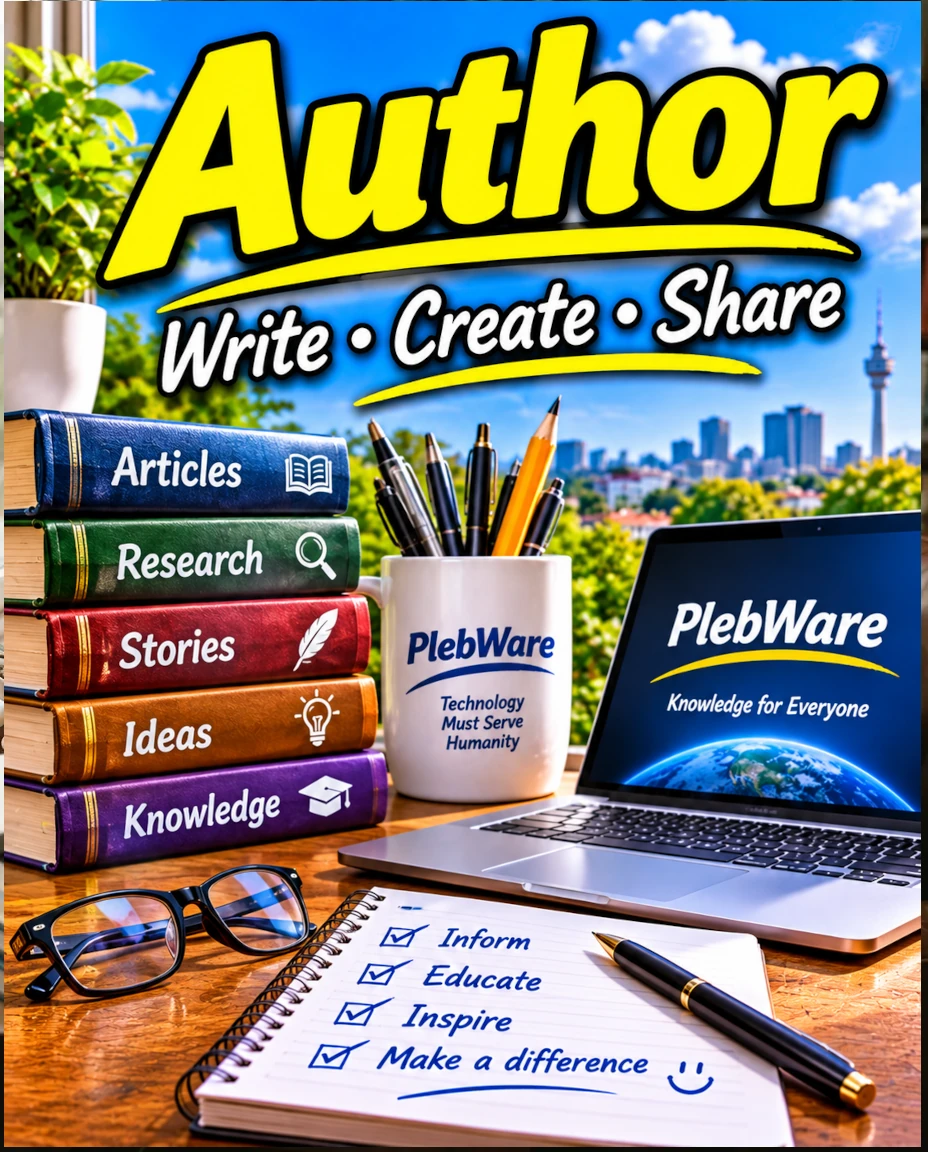 Author
Write • Create • Share
Articles
Research
Stories
Ideas
Knowledge
PlebWare
Technology
Must Serve
Humanity
PlebWare
Knowledge for Everyone
Inform
Educate
Inspire
Make a difference